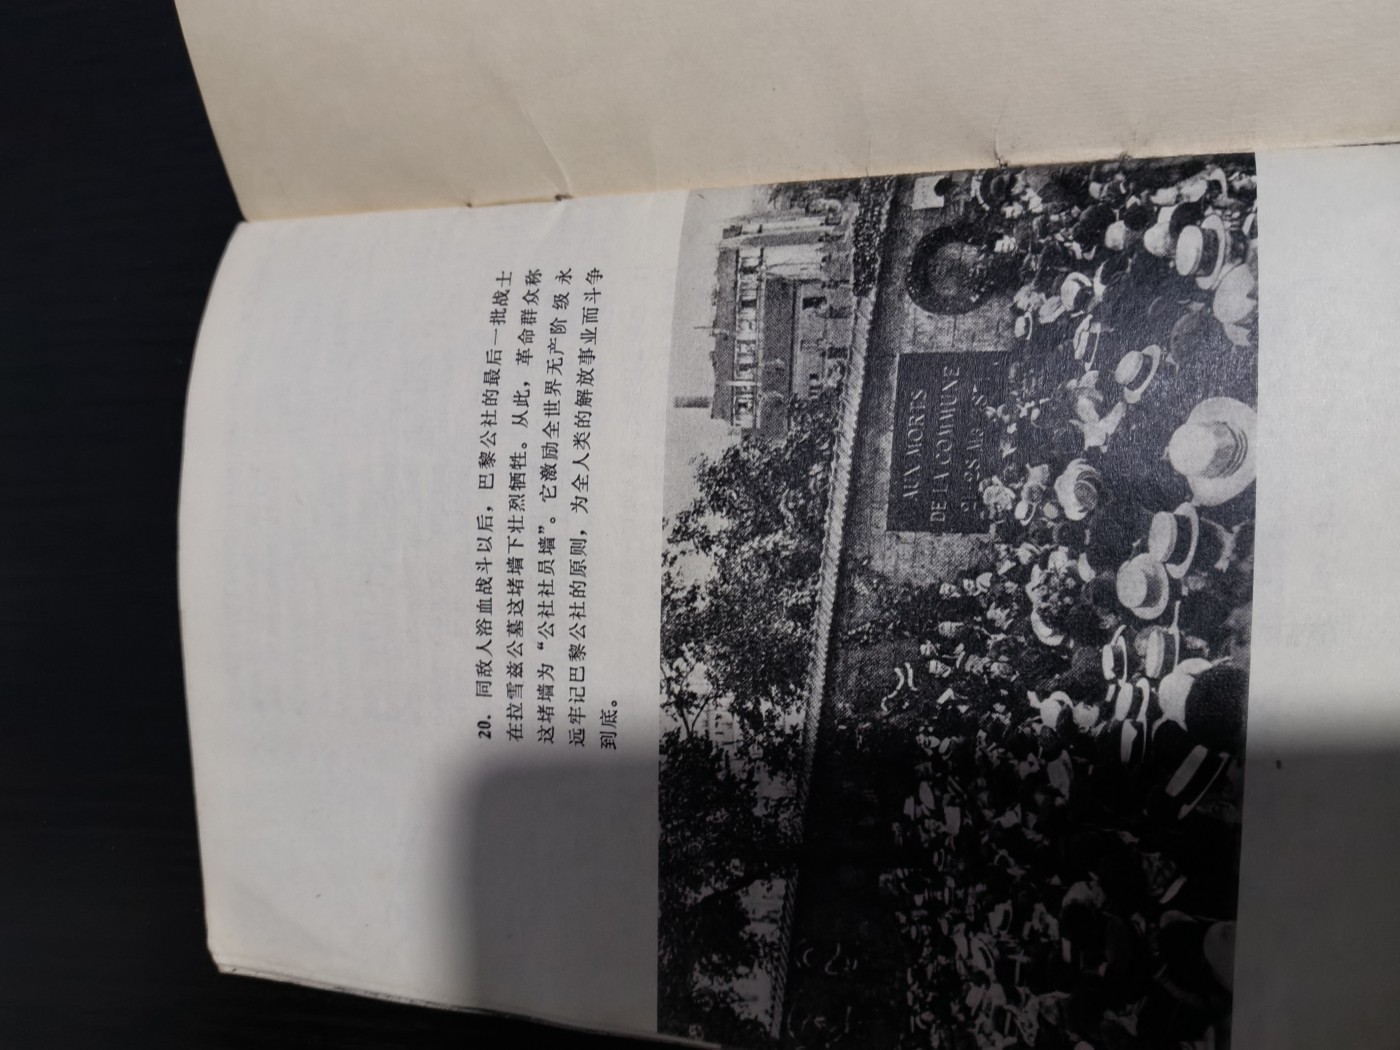 20. 同敌人浴血战斗以后，巴黎公社的最后一批战士
在拉雪兹公墓这堵墙下壮烈牺牲。从此，革命群众称
这堵墙为“公社社员墙”。它激励全世界无产阶级永
远牢记巴黎公社的原则，为全人类的解放事业而斗争
到底。
AUX MORTS
DE LA COMMUNE